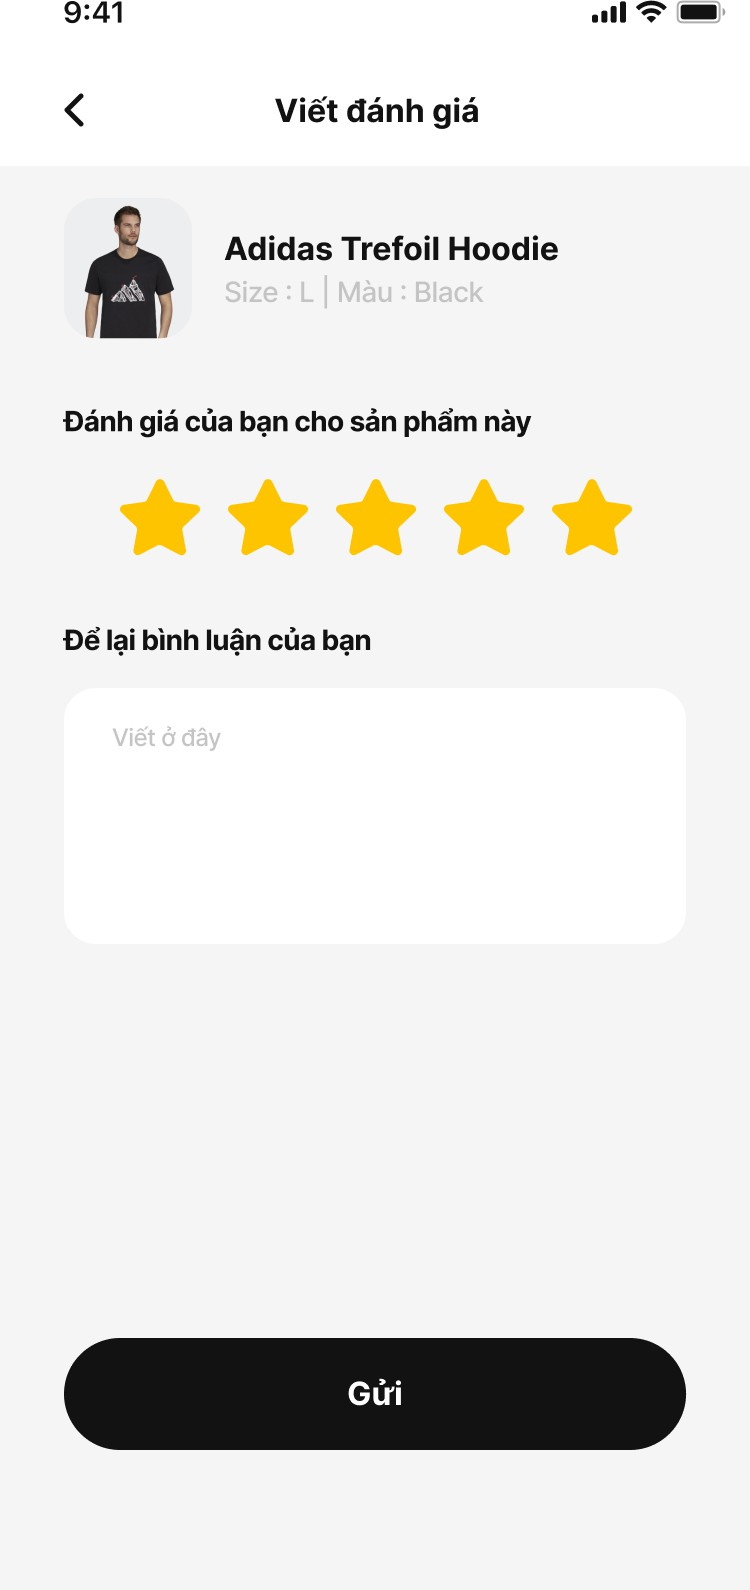 9:41
Viết đánh giá
Adidas Trefoil Hoodie
Size : L | Màu : Black
Đánh giá của bạn cho sản phẩm này
Để lại bình luận của bạn
Viết ở đây
Gửi